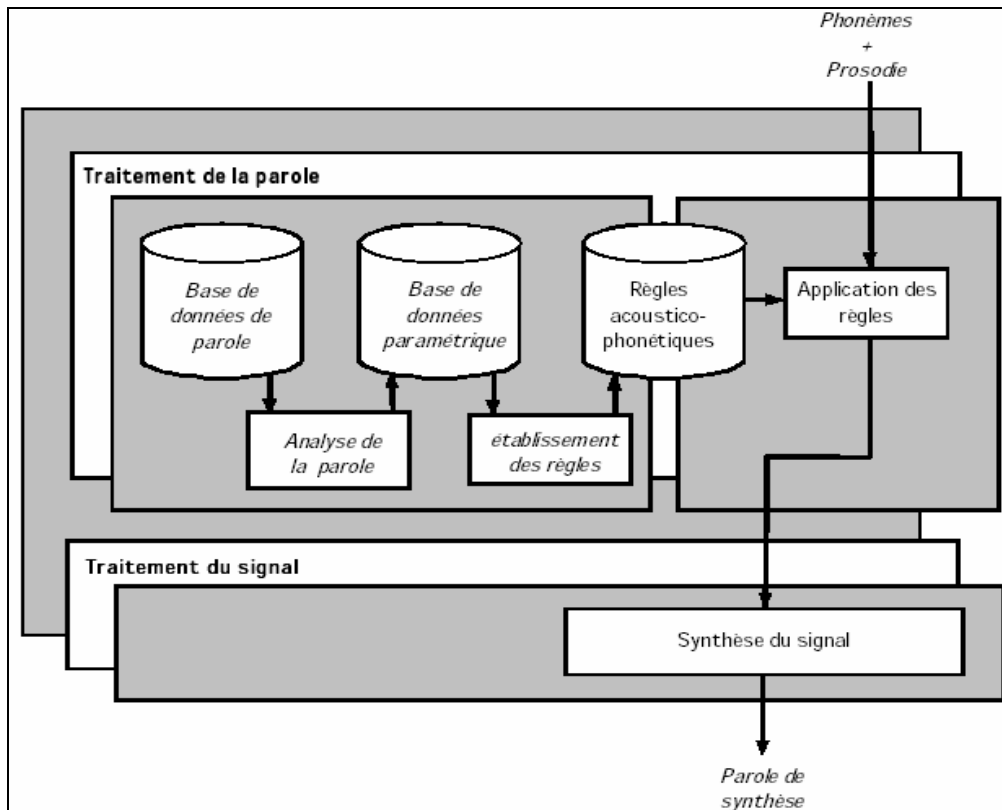 Phonèmes
+
Prosodie
Traitement de la parole
Base de
données de
parole
Base de
données
paramétrique
Règles
acoustico-
phonétiques
Application des
règles
Analyse de
la parole
établissement
des règles
Traitement du signal
Synthèse du signal
Parole de
synthèse